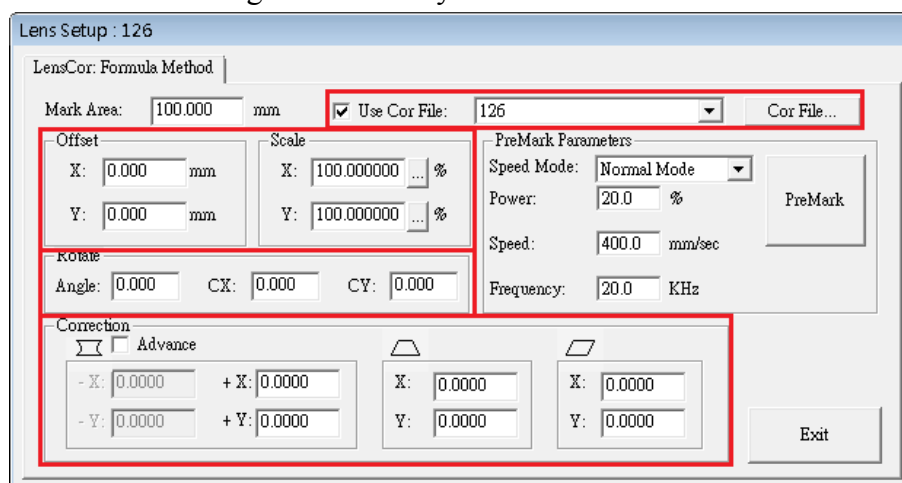 Lens Setup : 126
LensCor: Formula Method
Mark Area: 100.000 mm Use Cor File: 126 Cor File...
Offset Scale PreMark Parameters
X: 0.000 mm X: 100.000000 ... % Speed Mode: Normal Mode
Y: 0.000 mm Y: 100.000000 ... % Power: 20.0 % PreMark
Speed: 400.0 mm/sec
Rotate
Angle: 0.000 CX: 0.000 CY: 0.000 Frequency: 20.0 KHz
Correction
Advance
- X: 0.0000 + X: 0.0000 X: 0.0000 X: 0.0000
- Y: 0.0000 + Y: 0.0000 Y: 0.0000 Y: 0.0000
Exit